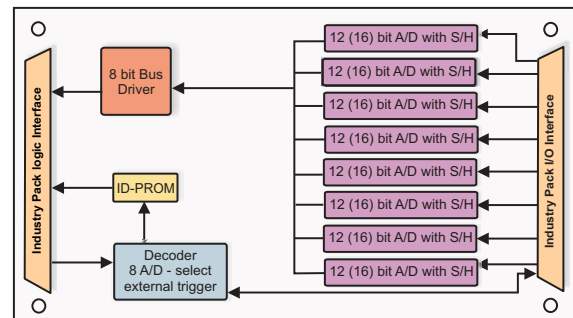 Industry Pack logic Interface
8 bit Bus
Driver
ID-PROM
Decoder
8 A/D - select
external trigger
12 (16) bit A/D with S/H
12 (16) bit A/D with S/H
12 (16) bit A/D with S/H
12 (16) bit A/D with S/H
12 (16) bit A/D with S/H
12 (16) bit A/D with S/H
12 (16) bit A/D with S/H
12 (16) bit A/D with S/H
Industry Pack I/O Interface